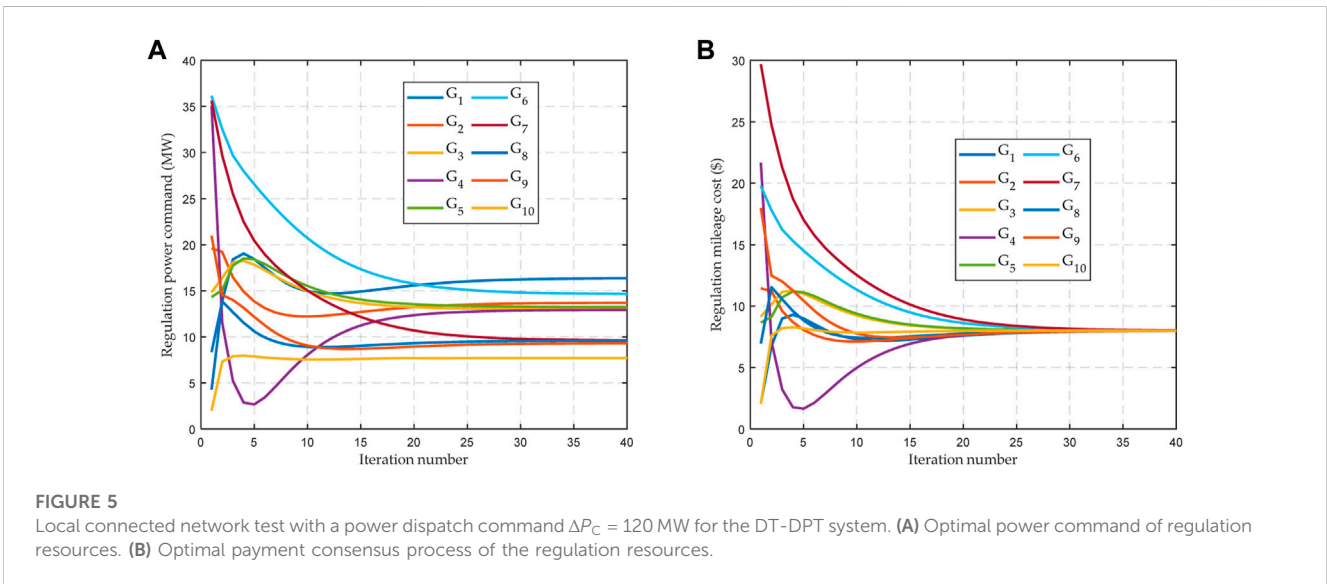 A
Regulation power command (MW)
40
35
30
25
20
15
10
5
0
0 5 10 15 20 25 30 35 40
Iteration number
G1 G6
G2 G7
G3 G8
G4 G9
G5 G10
B
Regulation mileage cost ($)
30
25
20
15
10
5
0
0 5 10 15 20 25 30 35 40
Iteration number
G1 G6
G2 G7
G3 G8
G4 G9
G5 G10
FIGURE 5
Local connected network test with a power dispatch command ΔPC = 120 MW for the DT-DPT system. (A) Optimal power command of regulation
resources. (B) Optimal payment consensus process of the regulation resources.